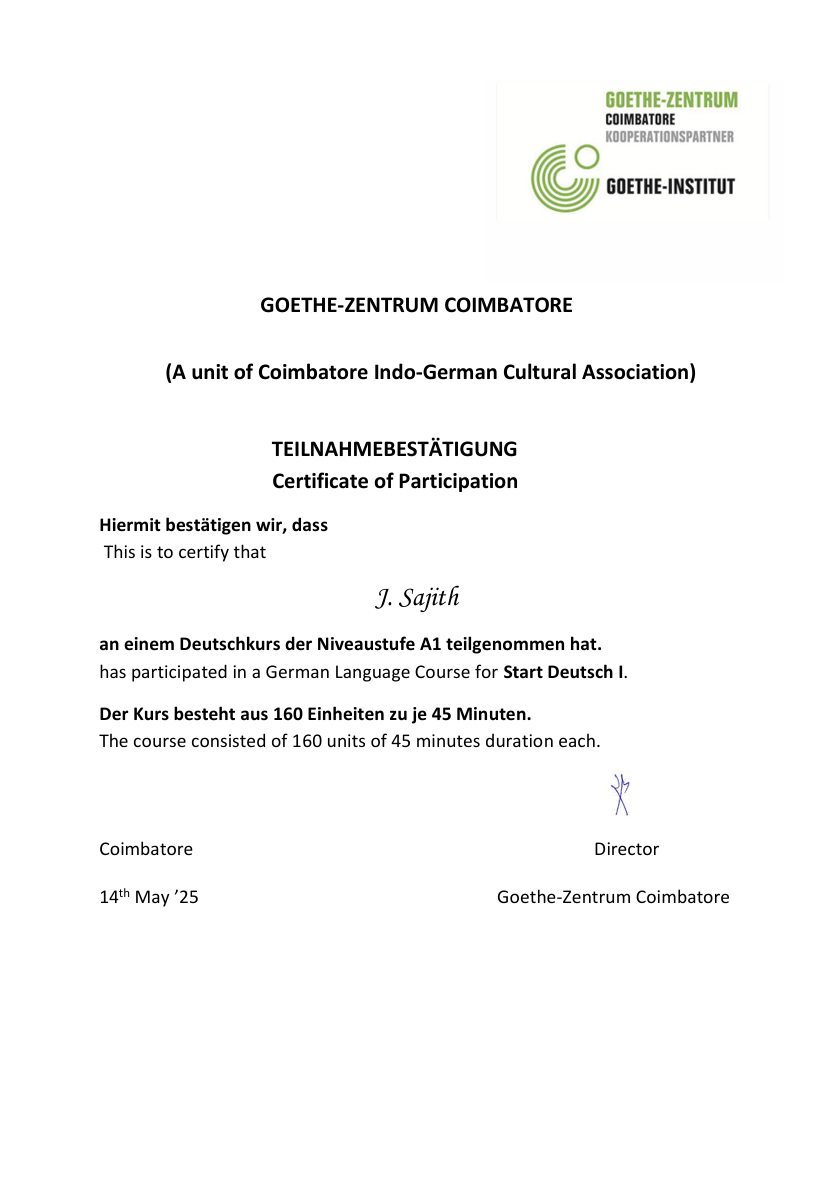 GOETHE-ZENTRUM
COIMBATORE
KOOPERATIONSPARTNER
GOETHE-INSTITUT
GOETHE-ZENTRUM COIMBATORE
(A unit of Coimbatore Indo-German Cultural Association)
TEILNAHMEBESTÄTIGUNG
Certificate of Participation
Hiermit bestätigen wir, dass
This is to certify that
J. Sajith
an einem Deutschkurs der Niveaustufe A1 teilgenommen hat.
has participated in a German Language Course for Start Deutsch I.
Der Kurs besteht aus 160 Einheiten zu je 45 Minuten.
The course consisted of 160 units of 45 minutes duration each.
Coimbatore Director
14th May ’25 Goethe-Zentrum Coimbatore